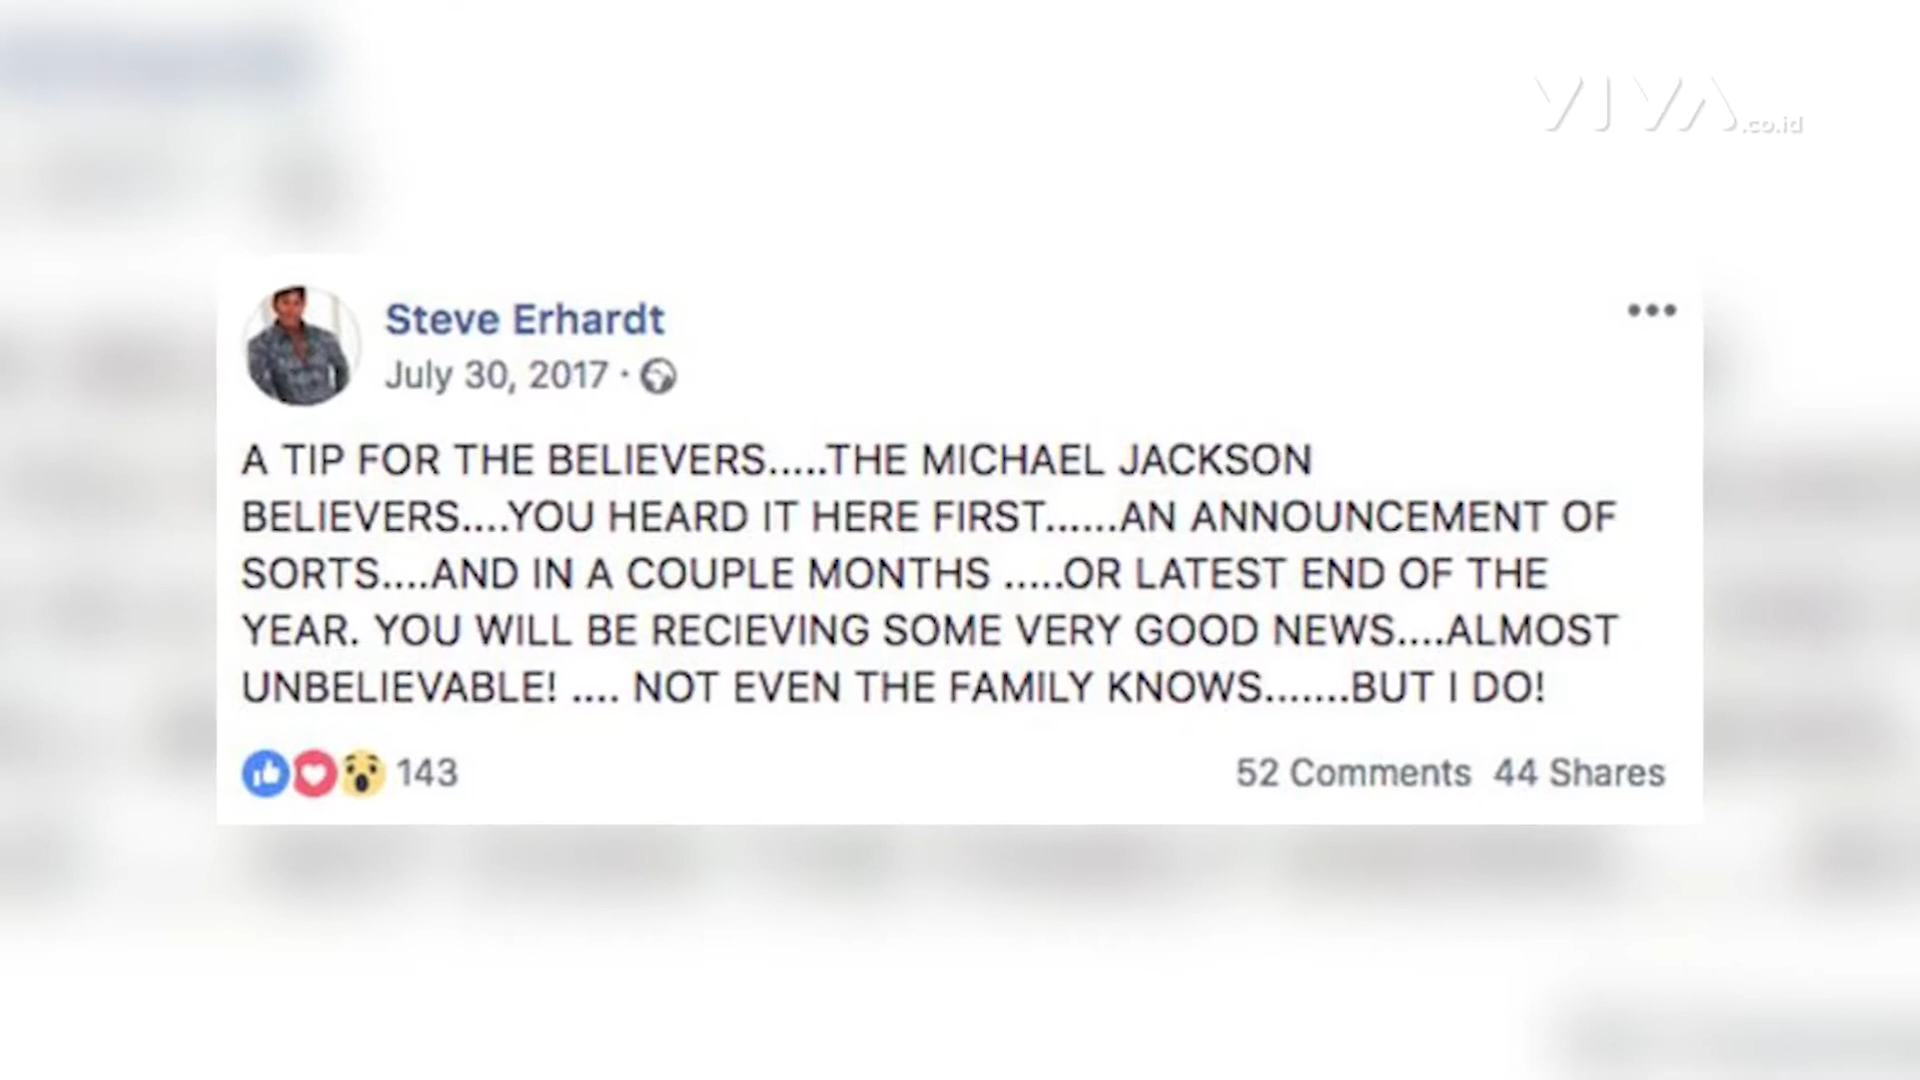 VIVA.co.id
Steve Erhardt
July 30, 2017 ·
A TIP FOR THE BELIEVERS.....THE MICHAEL JACKSON
BELIEVERS....YOU HEARD IT HERE FIRST......AN ANNOUNCEMENT OF
SORTS....AND IN A COUPLE MONTHS .....OR LATEST END OF THE
YEAR. YOU WILL BE RECIEVING SOME VERY GOOD NEWS....ALMOST
UNBELIEVABLE! .... NOT EVEN THE FAMILY KNOWS.......BUT I DO!
143
52 Comments 44 Shares